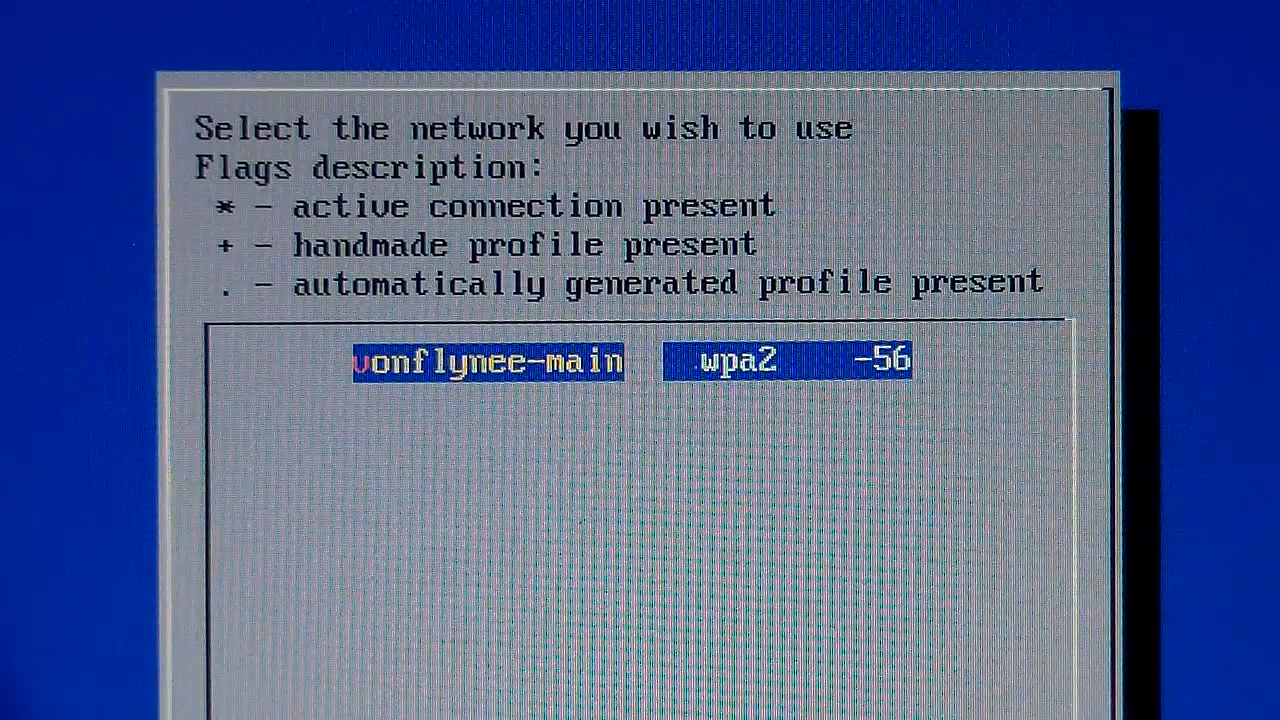 Select the network you wish to use
Flags description:
* - active connection present
+ - handmade profile present
. - automatically generated profile present
vonflynee-main . wpa2 -56